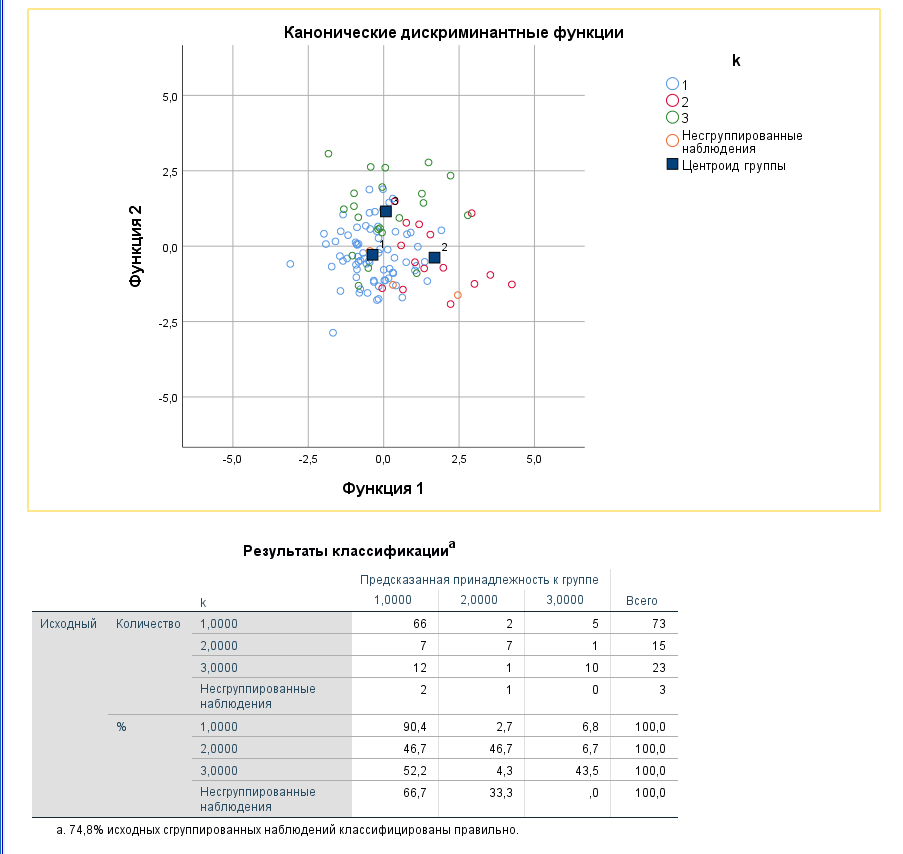 Канонические дискриминантные функции
k
1
2
3
Несгруппированные
наблюдения
Центроид группы
5,0
2,5
0,0
-2,5
-5,0
Функция 2
3
1
2
-5,0 -2,5 0,0 2,5 5,0
Функция 1
Результаты классификацииa
Предсказанная принадлежность к группе
k 1,0000 2,0000 3,0000 Всего
Исходный Количество 1,0000 66 2 5 73
2,0000 7 7 1 15
3,0000 12 1 10 23
Несгруппированные
наблюдения 2 1 0 3
% 1,0000 90,4 2,7 6,8 100,0
2,0000 46,7 46,7 6,7 100,0
3,0000 52,2 4,3 43,5 100,0
Несгруппированные
наблюдения 66,7 33,3 ,0 100,0
a. 74,8% исходных сгруппированных наблюдений классифицированы правильно.